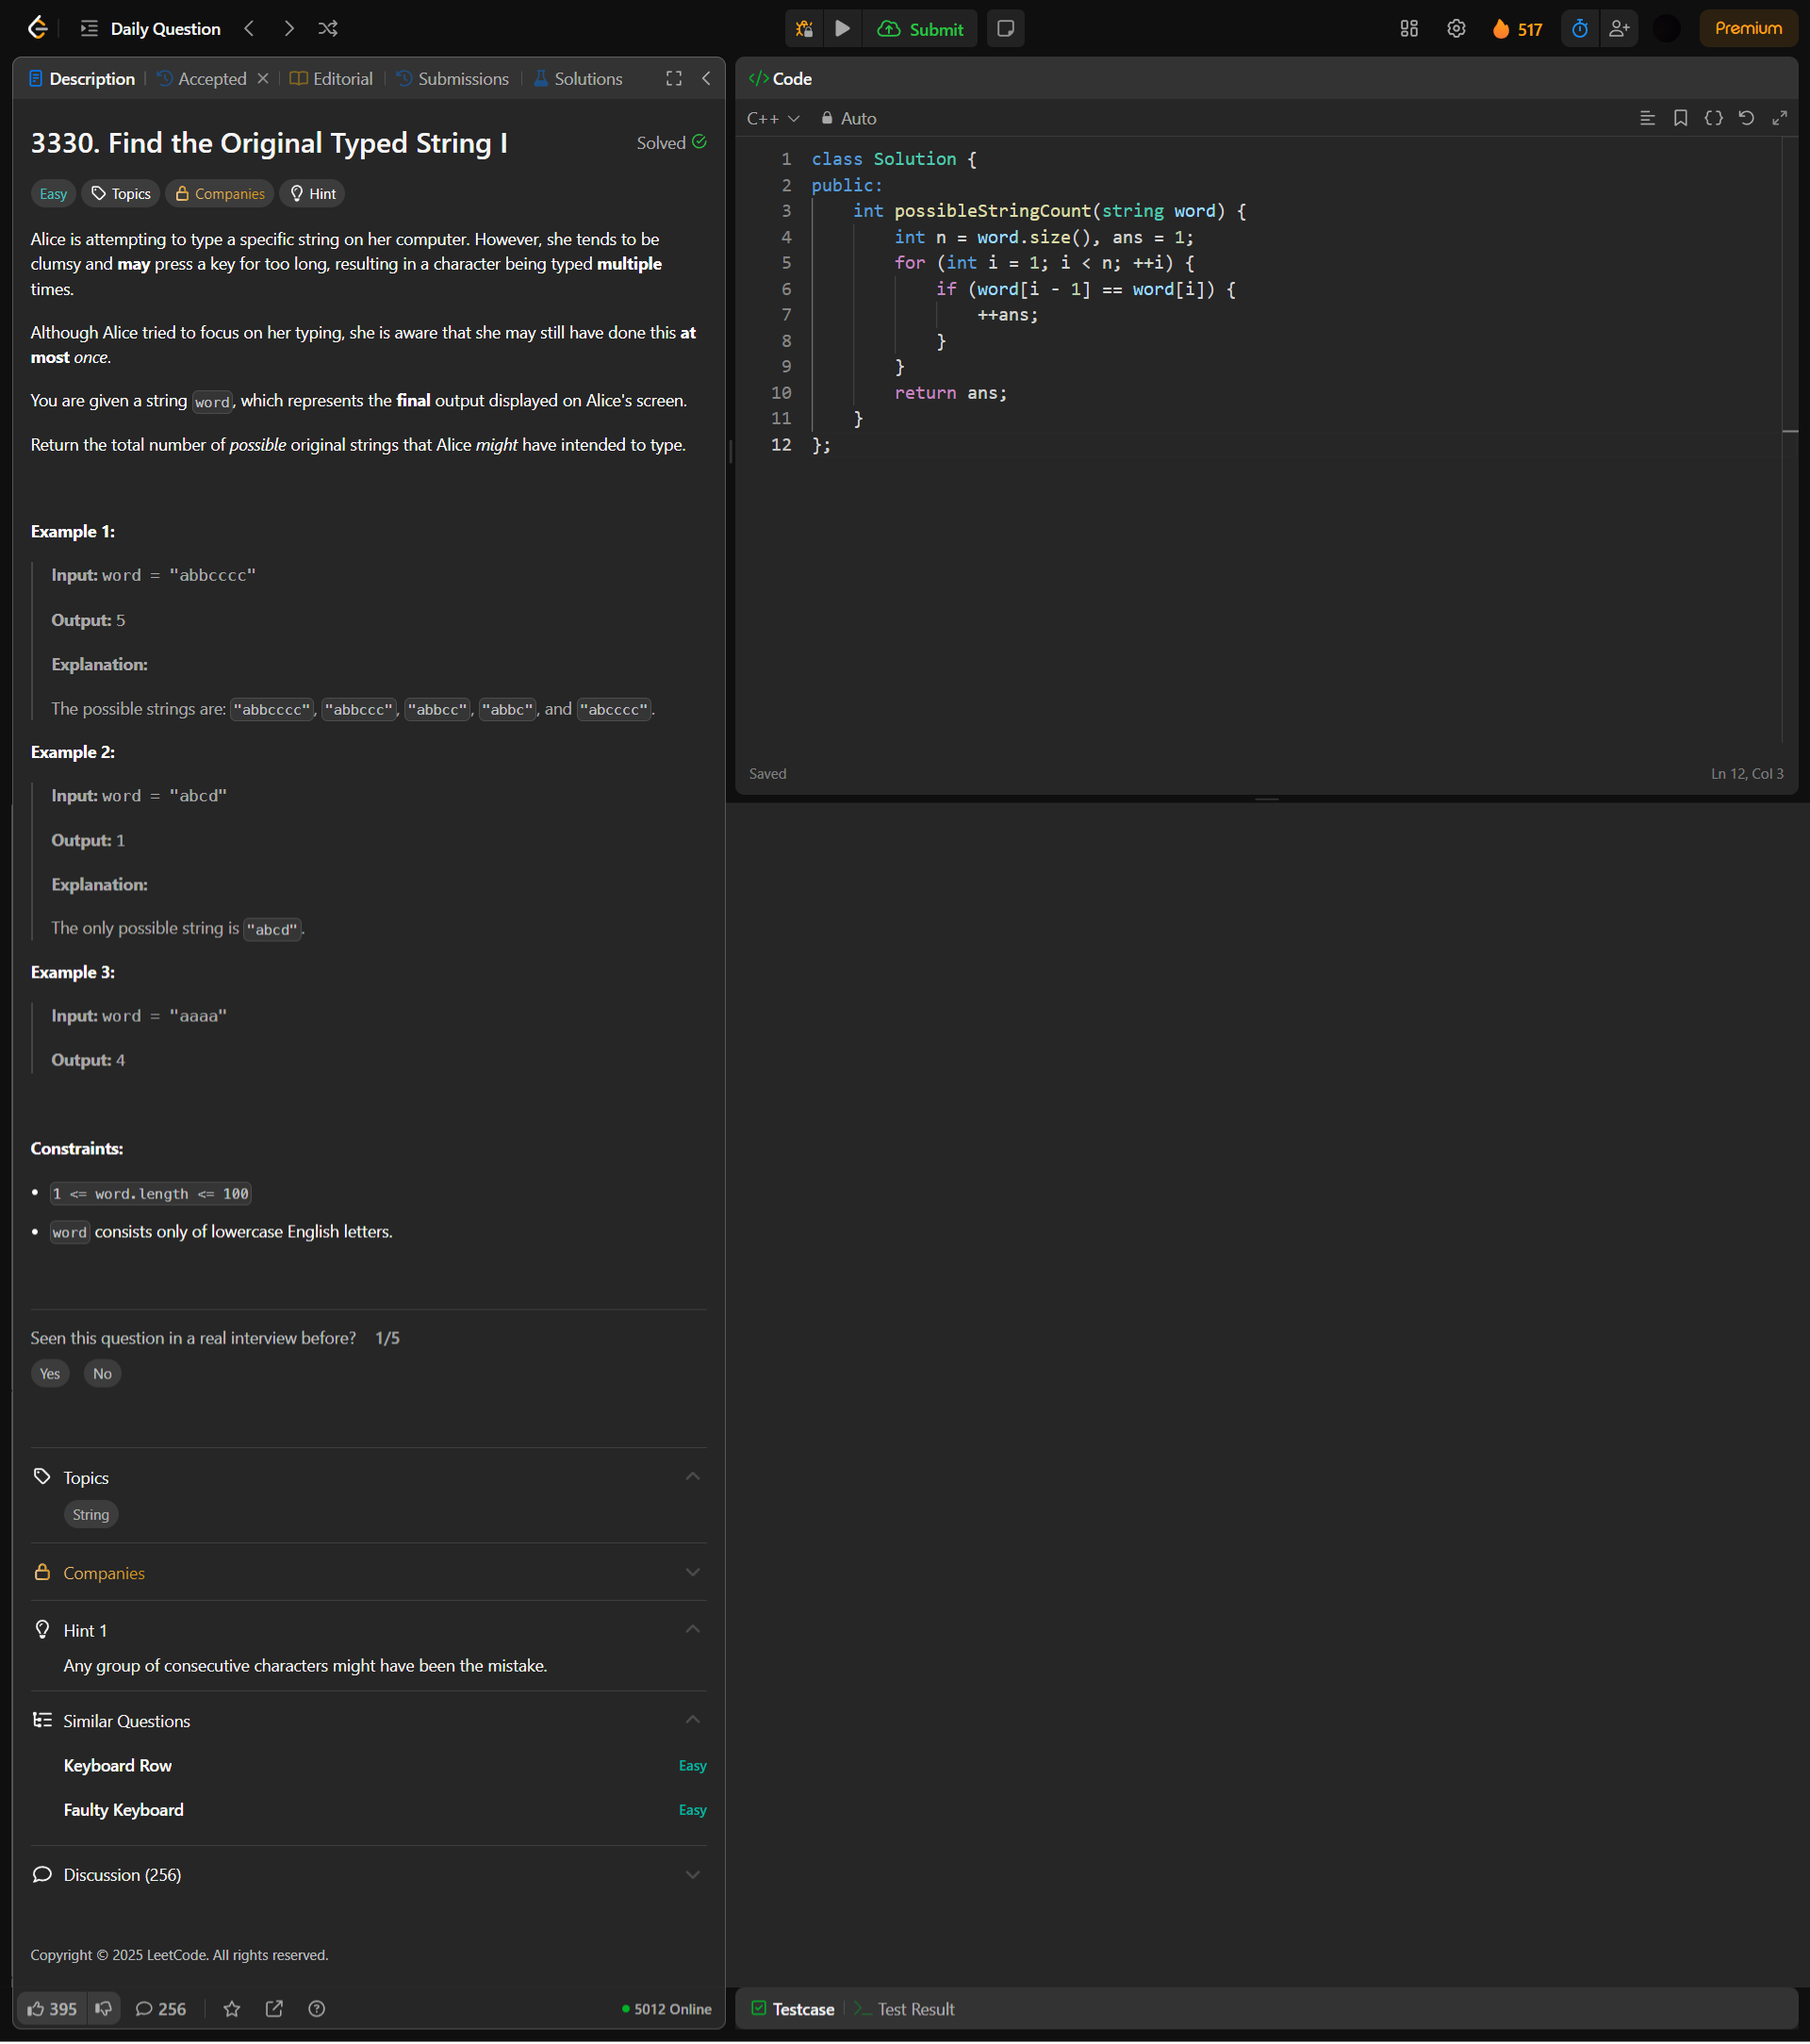 Daily Question
Submit
517
Premium
Description
Accepted
Editorial
Submissions
Solutions
3330. Find the Original Typed String I
Solved
Easy
Topics
Companies
Hint
Alice is attempting to type a specific string on her computer. However, she tends to be
clumsy and may press a key for too long, resulting in a character being typed multiple
times.
Although Alice tried to focus on her typing, she is aware that she may still have done this at
most once.
You are given a string word, which represents the final output displayed on Alice's screen.
Return the total number of possible original strings that Alice might have intended to type.
Example 1:
Input: word = "abbcccc"
Output: 5
Explanation:
The possible strings are: "abbcccc", "abbccc", "abbcc", "abbc", and "abcccc".
Example 2:
Input: word = "abcd"
Output: 1
Explanation:
The only possible string is "abcd".
Example 3:
Input: word = "aaaa"
Output: 4
Constraints:
1 <= word.length <= 100
word consists only of lowercase English letters.
Seen this question in a real interview before? 1/5
Yes
No
Topics
String
Companies
Hint 1
Any group of consecutive characters might have been the mistake.
Similar Questions
Keyboard Row
Easy
Faulty Keyboard
Easy
Discussion (256)
Copyright © 2025 LeetCode. All rights reserved.
395
256
5012 Online
</> Code
C++
Auto
1 class Solution {
2 public:
3     int possibleStringCount(string word) {
4         int n = word.size(), ans = 1;
5         for (int i = 1; i < n; ++i) {
6             if (word[i - 1] == word[i]) {
7                 ++ans;
8             }
9         }
10         return ans;
11     }
12 };
Saved
Ln 12, Col 3
Testcase
Test Result